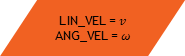 LIN_VEL = 𝑣
ANG_VEL = 𝜔